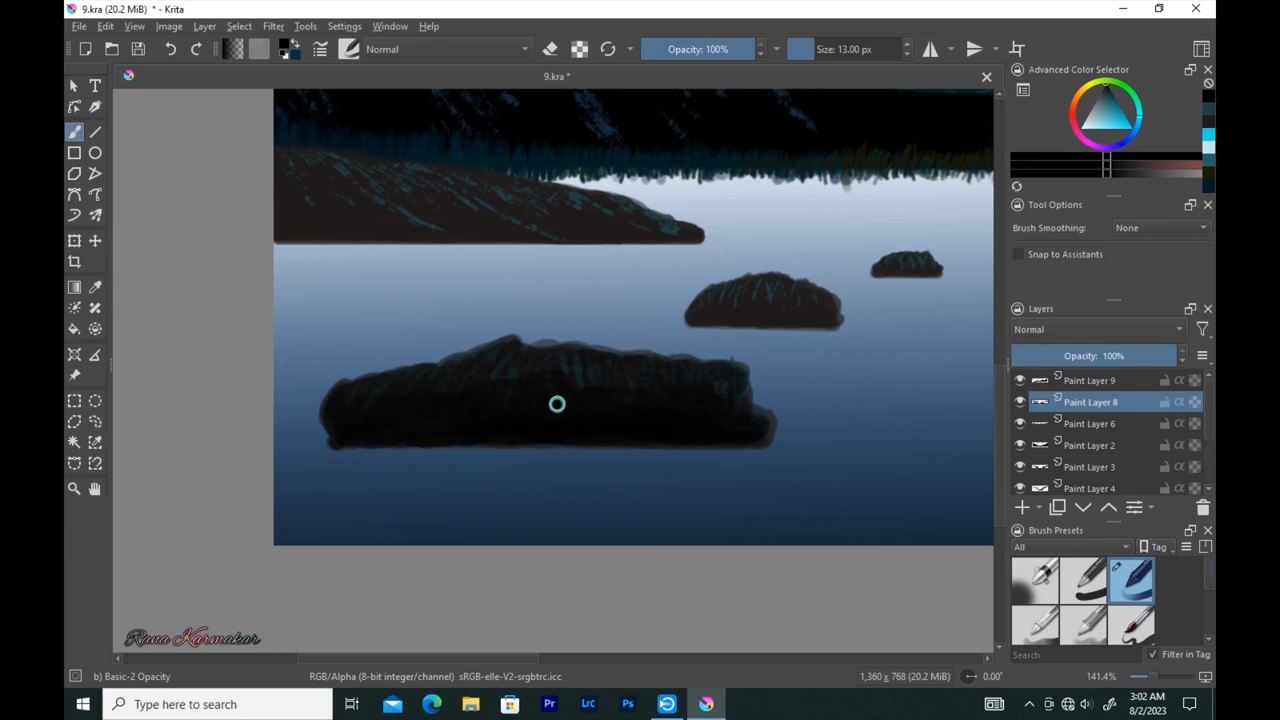 9.kra (20.2 MiB) * - Krita
File Edit View Image Layer Select Filter Tools Settings Window Help
Normal Opacity: 100% Size: 13.00 px
9.kra *
Advanced Color Selector
Tool Options
Brush Smoothing: None
Snap to Assistants
Layers
Normal
Opacity: 100%
Paint Layer 9
Paint Layer 8
Paint Layer 6
Paint Layer 2
Paint Layer 3
Paint Layer 4
Brush Presets
All Tag
Search Filter in Tag
Rana Karmakar
b) Basic-2 Opacity RGB/Alpha (8-bit integer/channel) sRGB-elle-V2-srgbtrc.icc 1,360 x 768 (20.2 MiB) 0.00° 141.4%
Type here to search Pr Lrc Ps 3:02 AM
8/2/2023